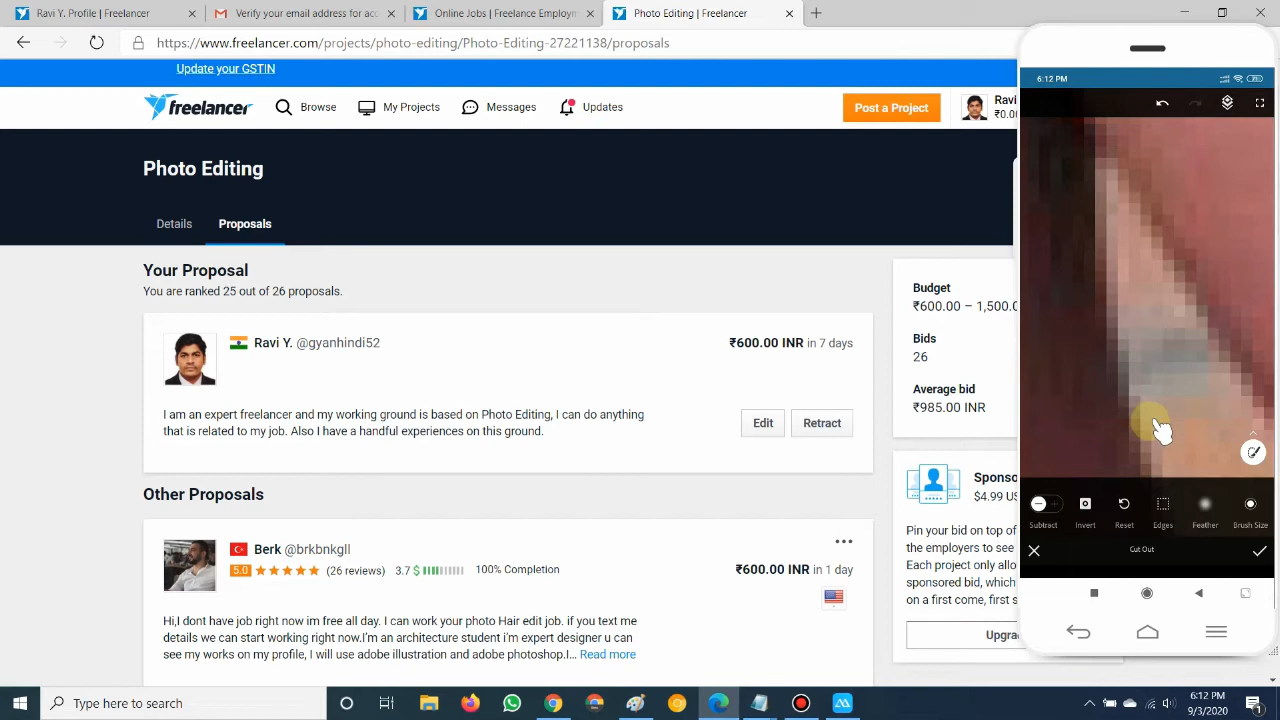 Ravi Y. Profile | Freelancer
Verify your email address for acc
Online Jobs | Freelance Employm
Photo Editing | Freelancer
https://www.freelancer.com/projects/photo-editing/Photo-Editing-27221138/proposals
Update your GSTIN
freelancer
Browse
My Projects
Messages
Updates
Post a Project
Ravi
₹0.0
Photo Editing
Details
Proposals
Your Proposal
You are ranked 25 out of 26 proposals.
Ravi Y. @gyanhindi52
₹600.00 INR in 7 days
I am an expert freelancer and my working ground is based on Photo Editing, I can do anything
that is related to my job. Also I have a handful experiences on this ground.
Edit
Retract
Other Proposals
Berk @brkbnkgll
5.0 (26 reviews) 3.7 $ 100% Completion
₹600.00 INR in 1 day
Hi,I dont have job right now im free all day. I can work your photo Hair edit job. if you text me
details we can start working right now.I'm an architecture student i'm expert designer u can
see my works on my profile, I will use adobe illustration and adobe photoshop.I... Read more
Budget
₹600.00 – 1,500.0
Bids
26
Average bid
₹985.00 INR
Sponso
$4.99 US
Pin your bid on top of
the employers to see
Each project only allo
sponsored bid, which
on a first come, first s
Upgra
6:12 PM
Subtract
Invert
Reset
Edges
Feather
Brush Size
Cut Out
Type here to search
6:12 PM
9/3/2020
1